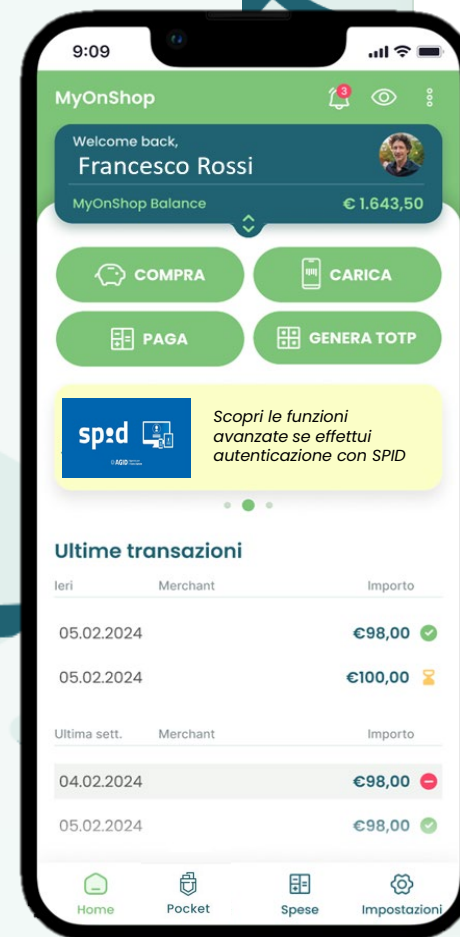 9:09
MyOnShop
3
Welcome back,
Francesco Rossi
MyOnShop Balance € 1.643,50
COMPRA CARICA
PAGA GENERA TOTP
sp:d
AGID
Scopri le funzioni
avanzate se effettui
autenticazione con SPID
Ultime transazioni
Ieri Merchant Importo
05.02.2024 €98,00
05.02.2024 €100,00
Ultima sett. Merchant Importo
04.02.2024 €98,00
05.02.2024 €98,00
Home Pocket Spese Impostazioni